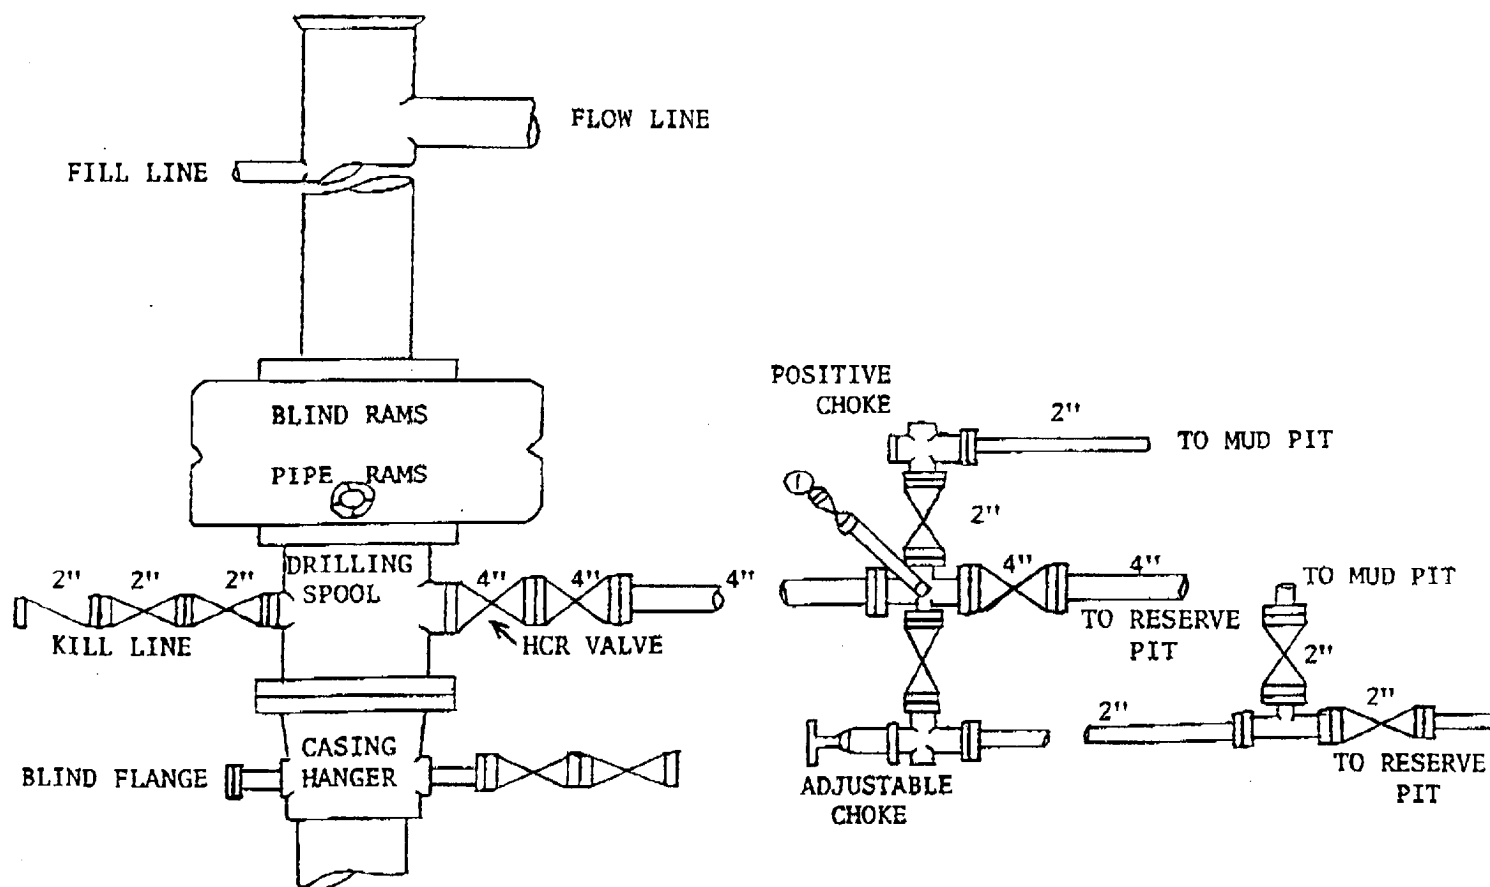 FLOW LINE
FILL LINE
BLIND RAMS
PIPE RAMS
DRILLING
SPOOL
2" 2" 2"
KILL LINE
4" 4" 4"
HCR VALVE
CASING
HANGER
BLIND FLANGE
POSITIVE
CHOKE
2"
TO MUD PIT
2"
4" 4"
TO RESERVE
PIT
ADJUSTABLE
CHOKE
TO MUD PIT
2"
2" 2"
TO RESERVE
PIT